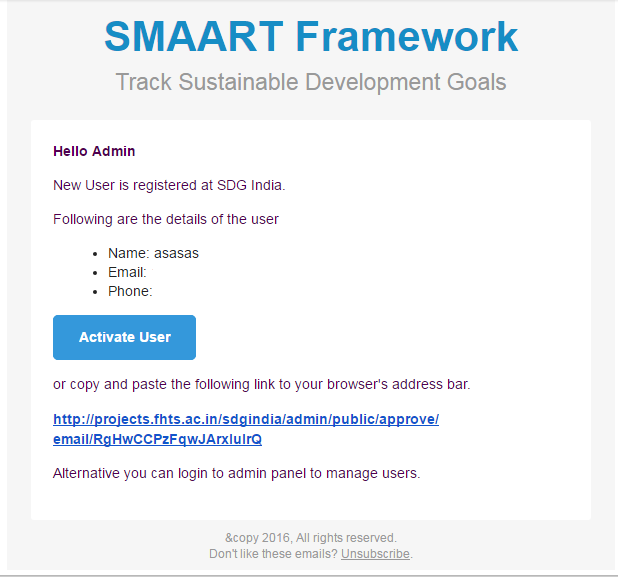 SMAART Framework
Track Sustainable Development Goals
Hello Admin
New User is registered at SDG India.
Following are the details of the user
• Name: asasas
• Email:
• Phone:
Activate User
or copy and paste the following link to your browser's address bar.
http://projects.fhts.ac.in/sdgindia/admin/public/approve/
email/RgHwCCPzFqwJArxlulrQ
Alternative you can login to admin panel to manage users.
&copy 2016, All rights reserved.
Don't like these emails? Unsubscribe.